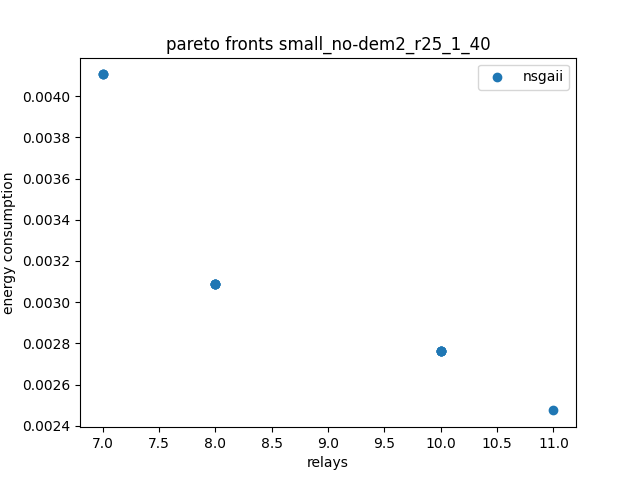 pareto fronts small_no-dem2_r25_1_40
nsgaii
energy consumption
0.0040
0.0038
0.0036
0.0034
0.0032
0.0030
0.0028
0.0026
0.0024
7.0 7.5 8.0 8.5 9.0 9.5 10.0 10.5 11.0
relays